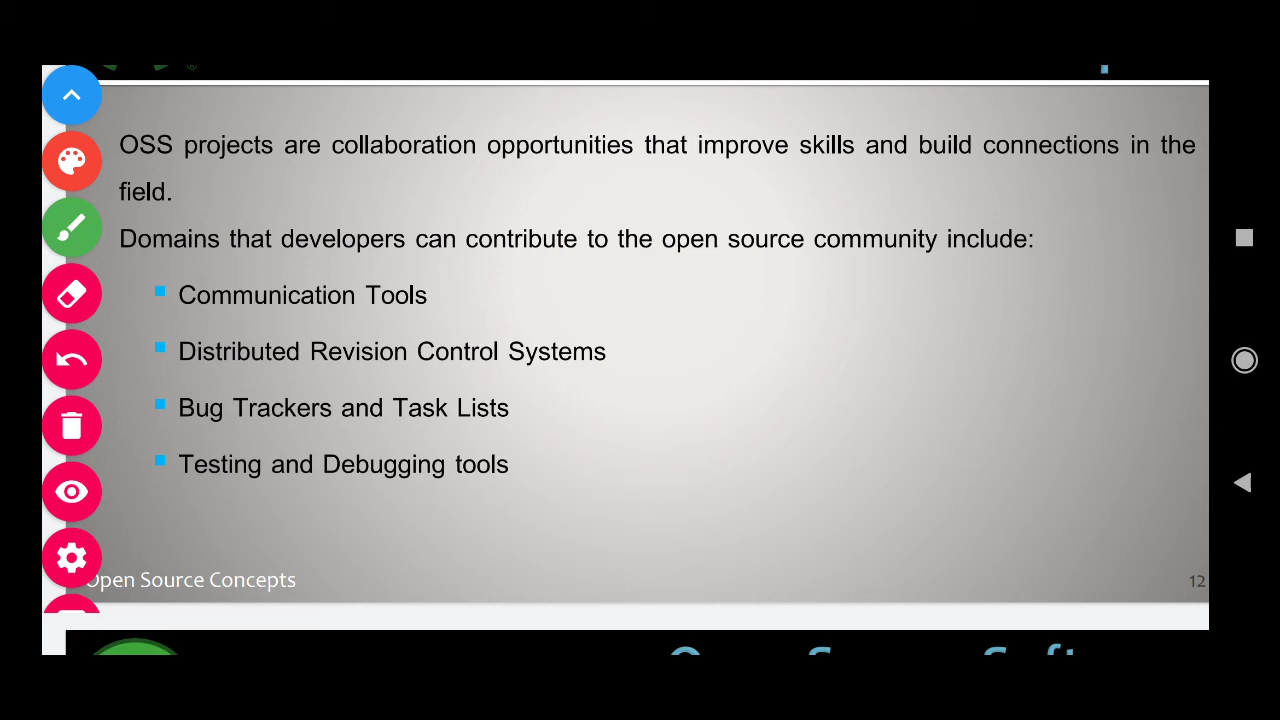 OSS projects are collaboration opportunities that improve skills and build connections in the
field.
Domains that developers can contribute to the open source community include:
Communication Tools
Distributed Revision Control Systems
Bug Trackers and Task Lists
Testing and Debugging tools
Open Source Concepts
12